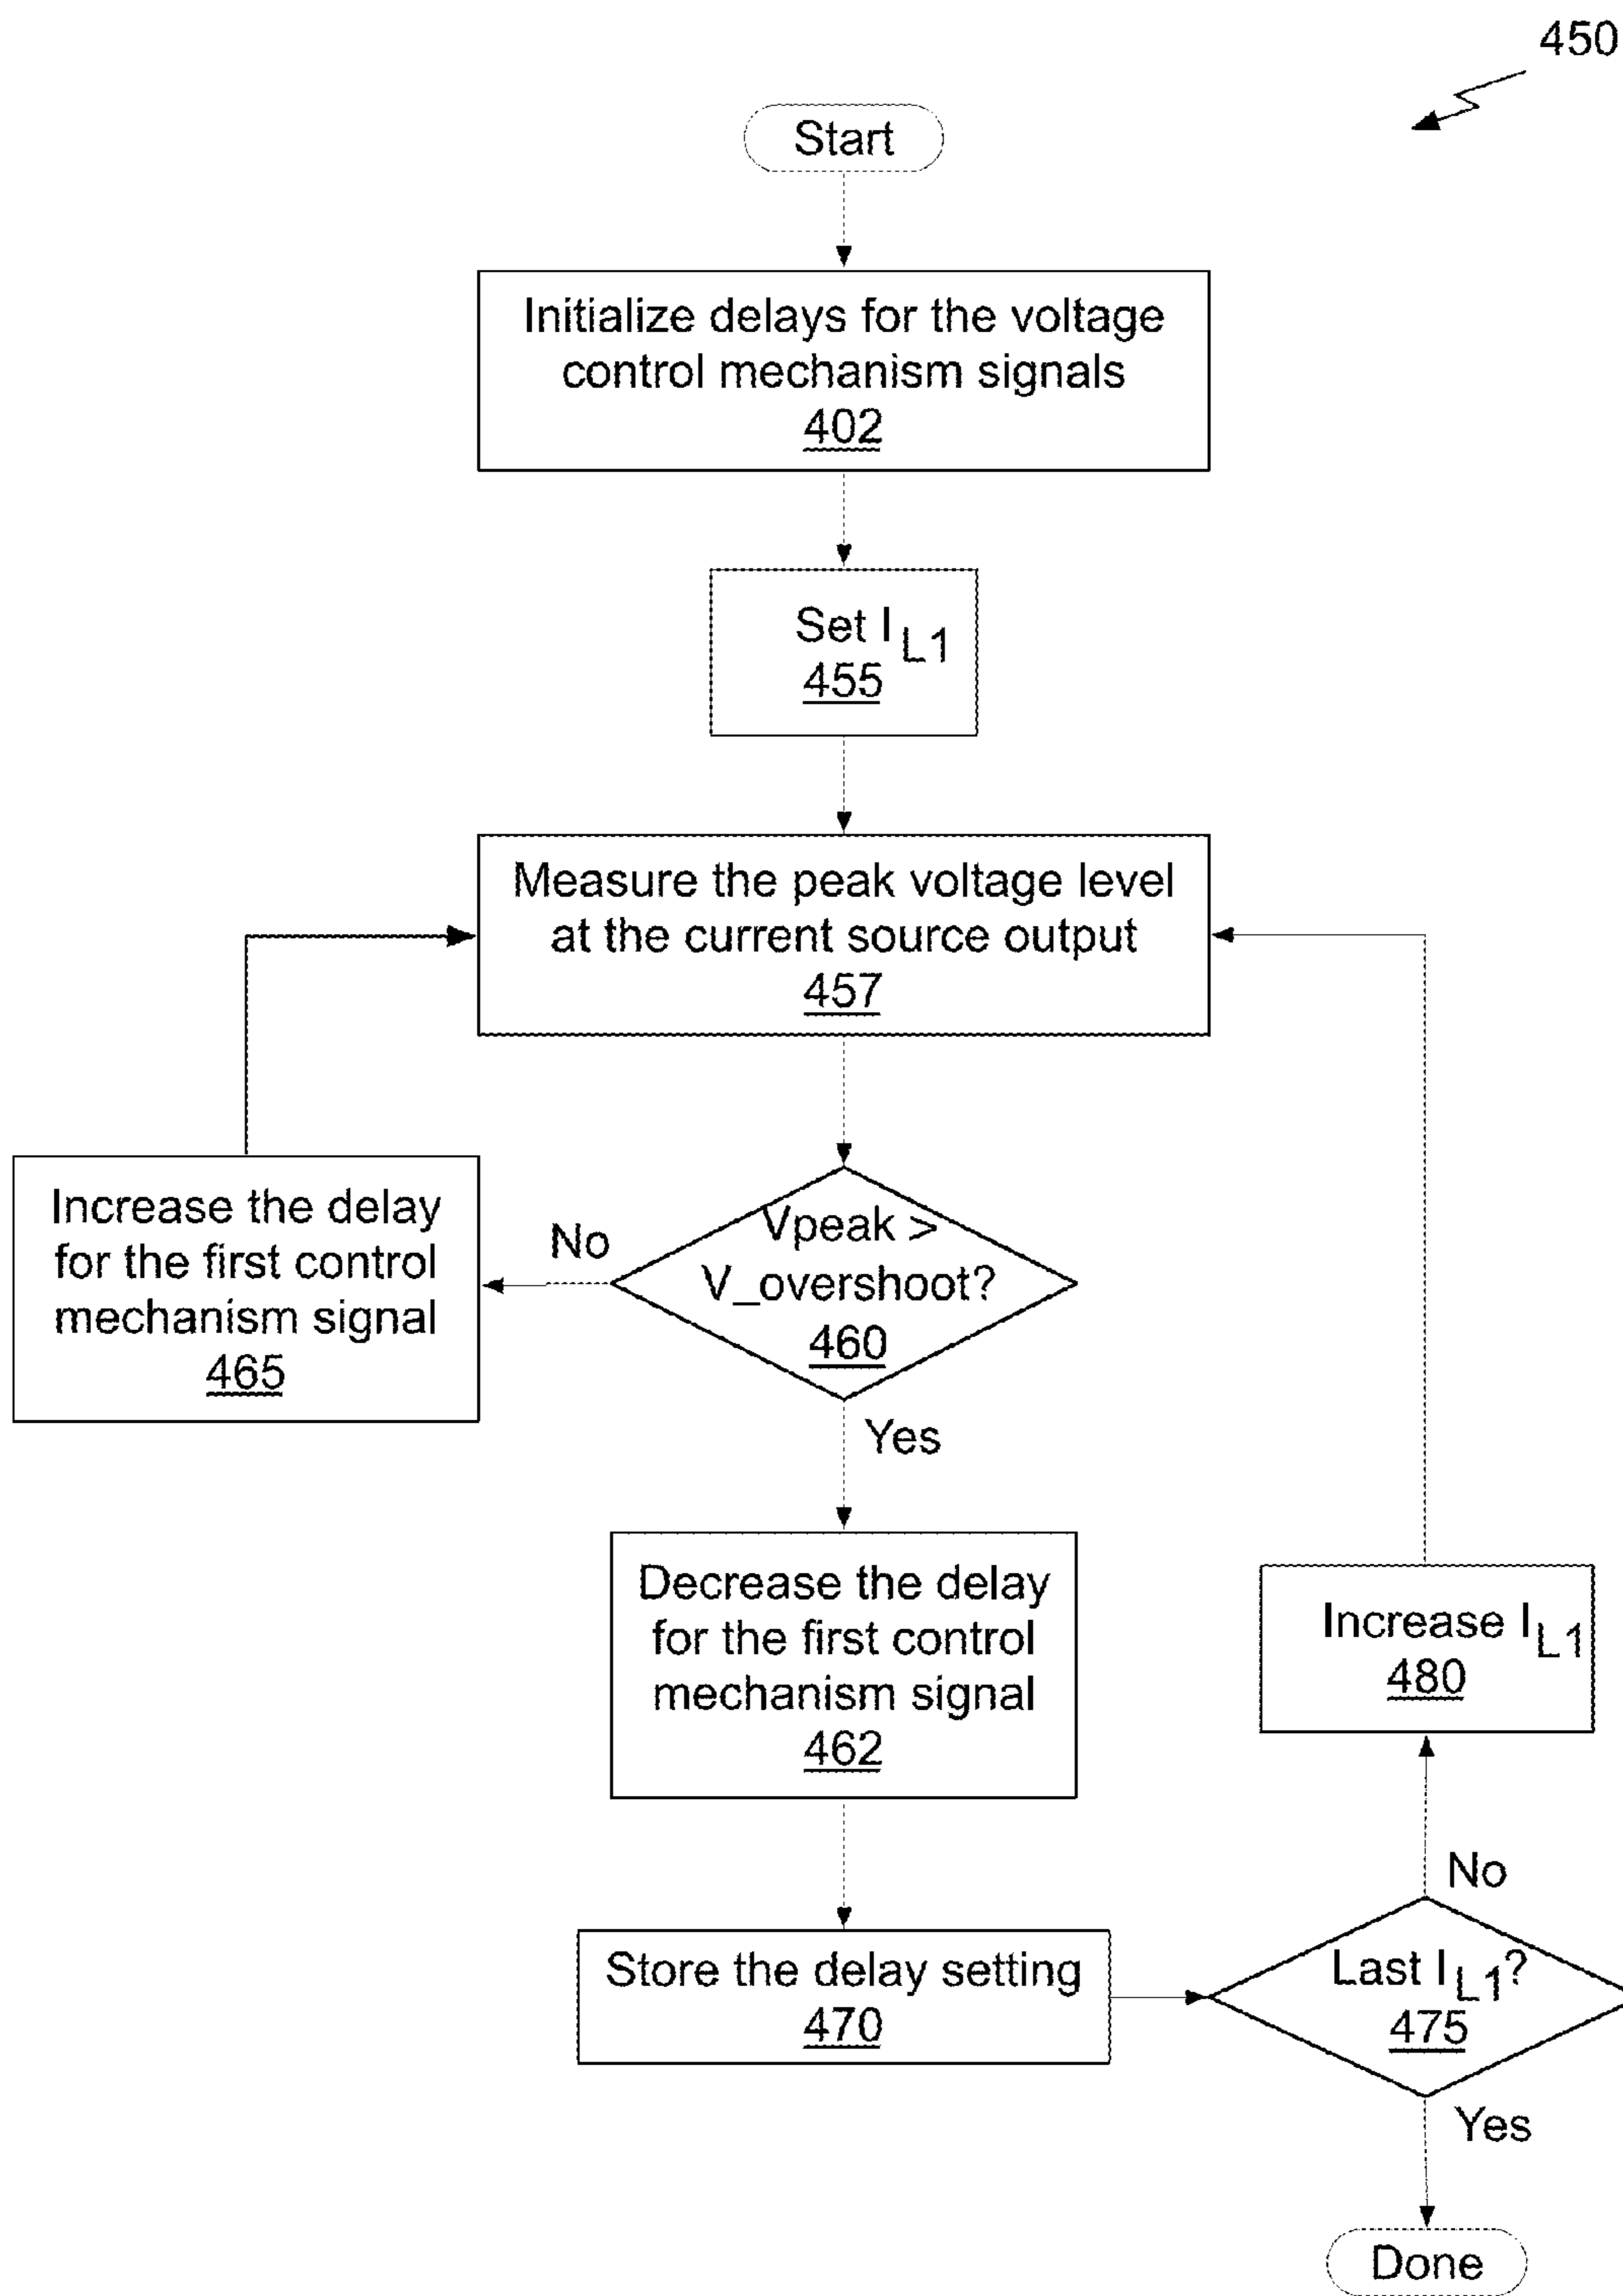 450
Start
Initialize delays for the voltage
control mechanism signals
402
Set I L1
455
Measure the peak voltage level
at the current source output
457
Increase the delay
for the first control
mechanism signal
465
No
Vpeak >
V_overshoot?
460
Yes
Decrease the delay
for the first control
mechanism signal
462
Increase I L1
480
No
Store the delay setting
470
Last I L1?
475
Yes
Done